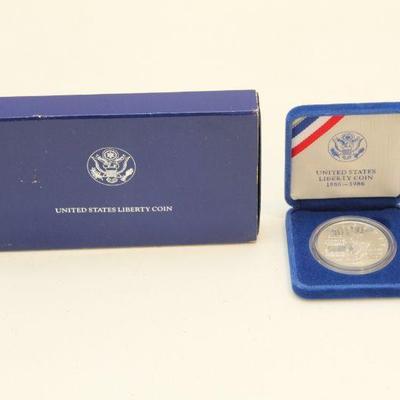 UNITED STATES LIBERTY COIN
UNITED STATES
LIBERTY COIN
1886–1986